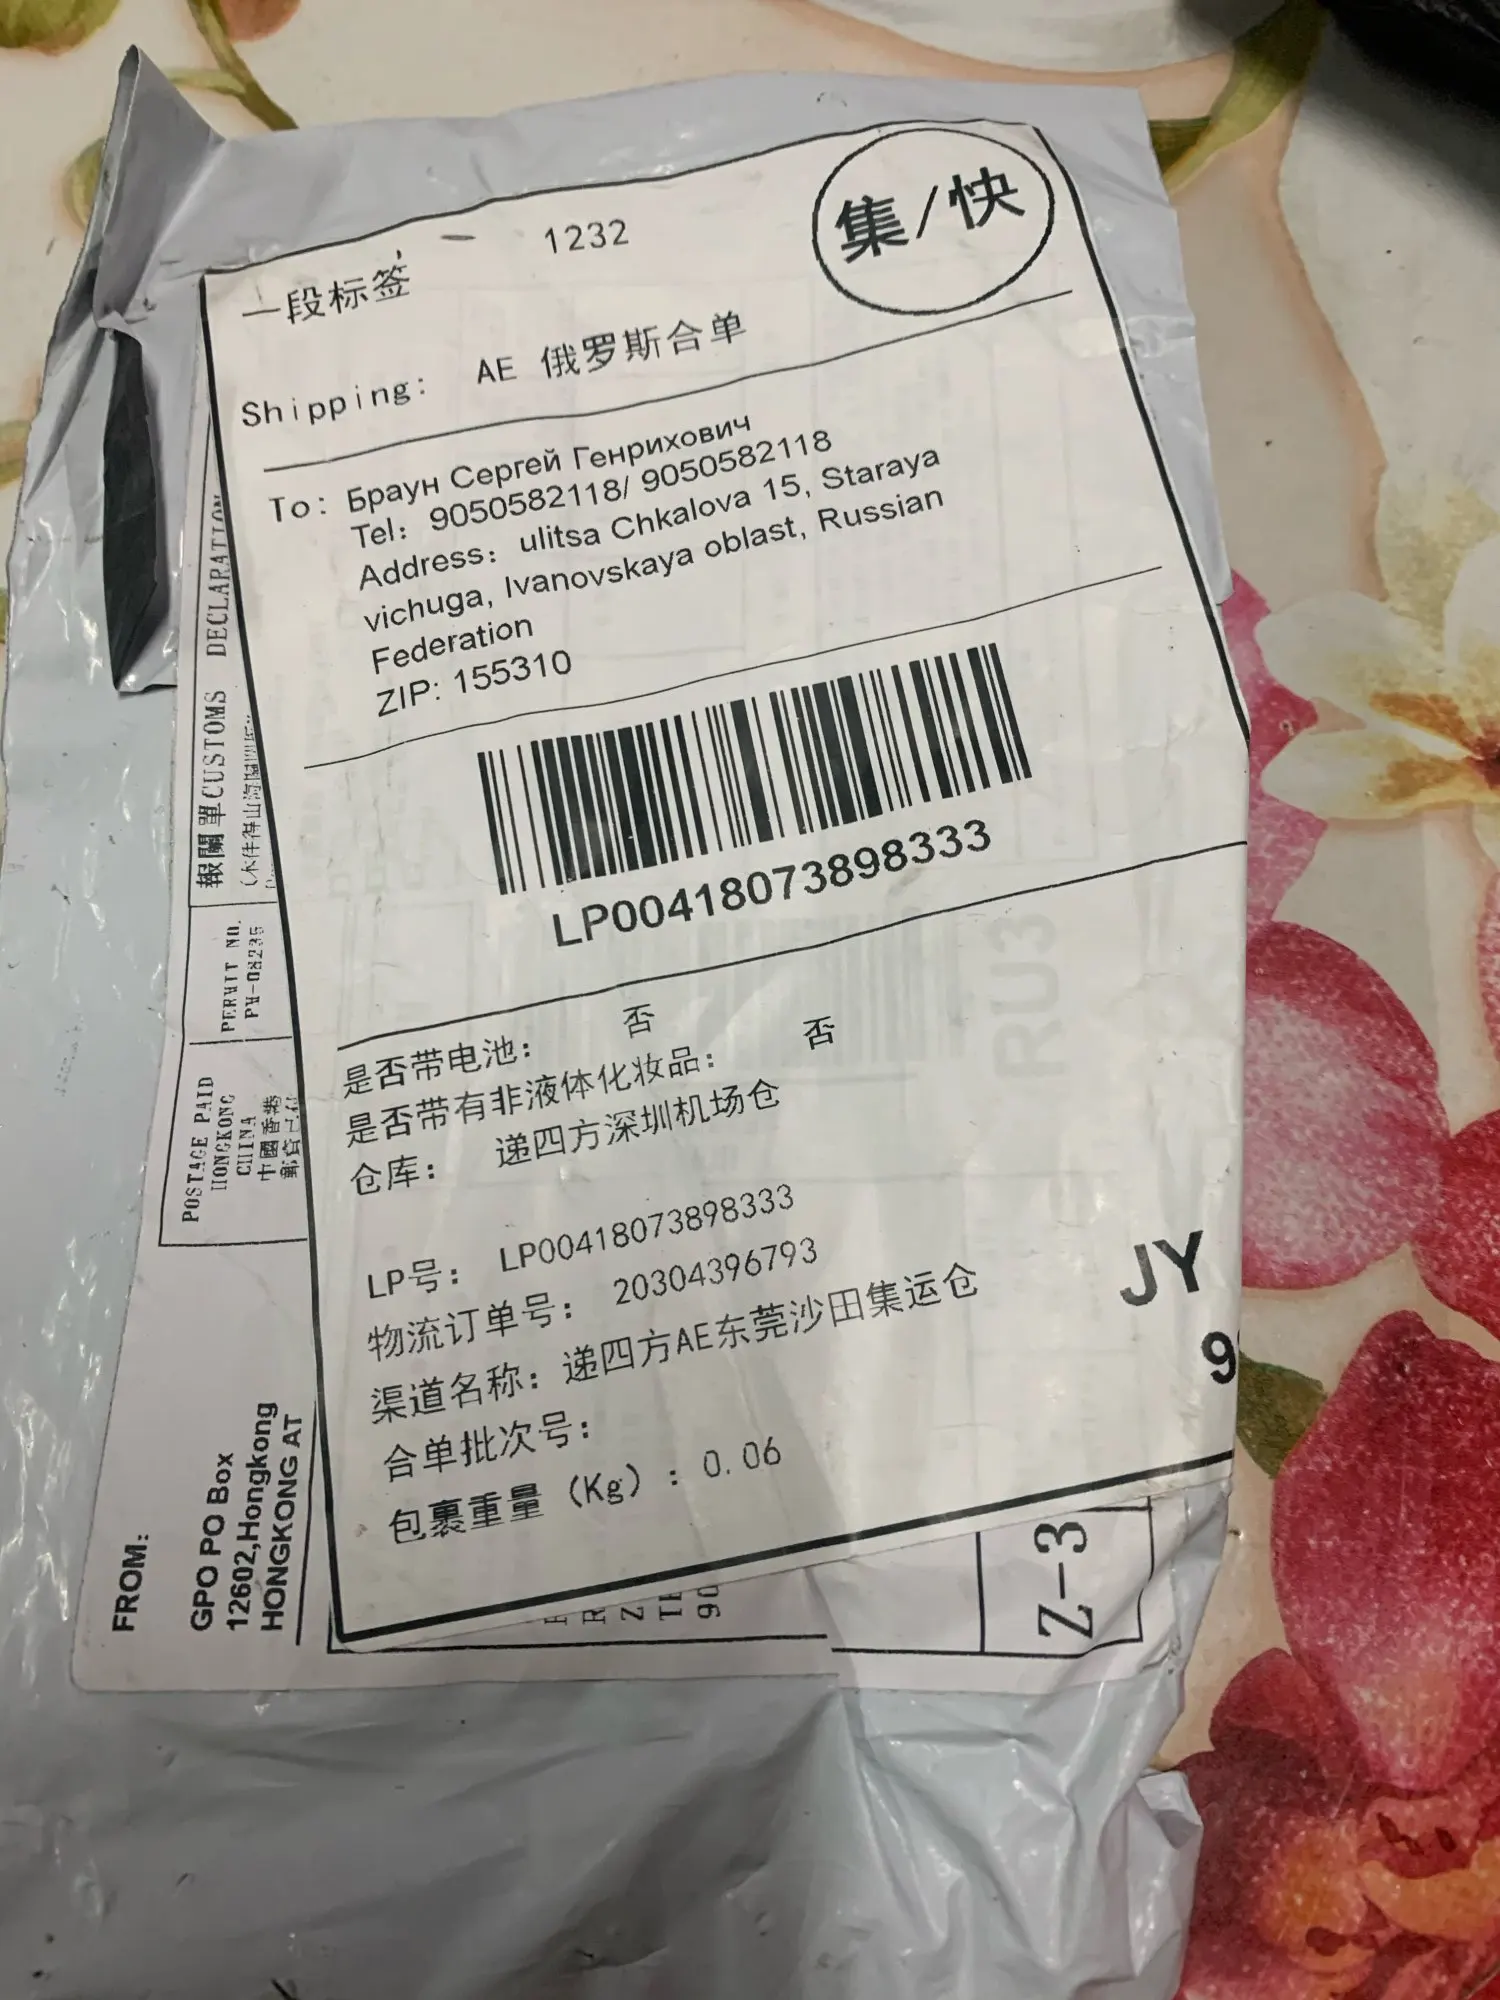 一段标签
1232
集/快
Shipping: AE 俄罗斯合单
To: Браун Сергей Генрихович
Tel: 9050582118/ 9050582118
Address: ulitsa Chkalova 15, Staraya
vichuga, Ivanovskaya oblast, Russian
Federation
ZIP: 155310
LP00418073898333
RU3
是否带电池: 否
是否带有非液体化妆品: 否
仓库: 递四方深圳机场仓
LP号: LP00418073898333
物流订单号: 20304396793
渠道名称: 递四方AE东莞沙田集运仓
合单批次号:
包裹重量 (Kg) : 0.06
JY
9
報關單 CUSTOMS DECLARATION
PERMIT NO.
POSTAGE PAID
HONGKONG
CHINA
中國香港
FROM:
GPO PO Box
12602,Hongkong
HONGKONG AT
90
Z-3